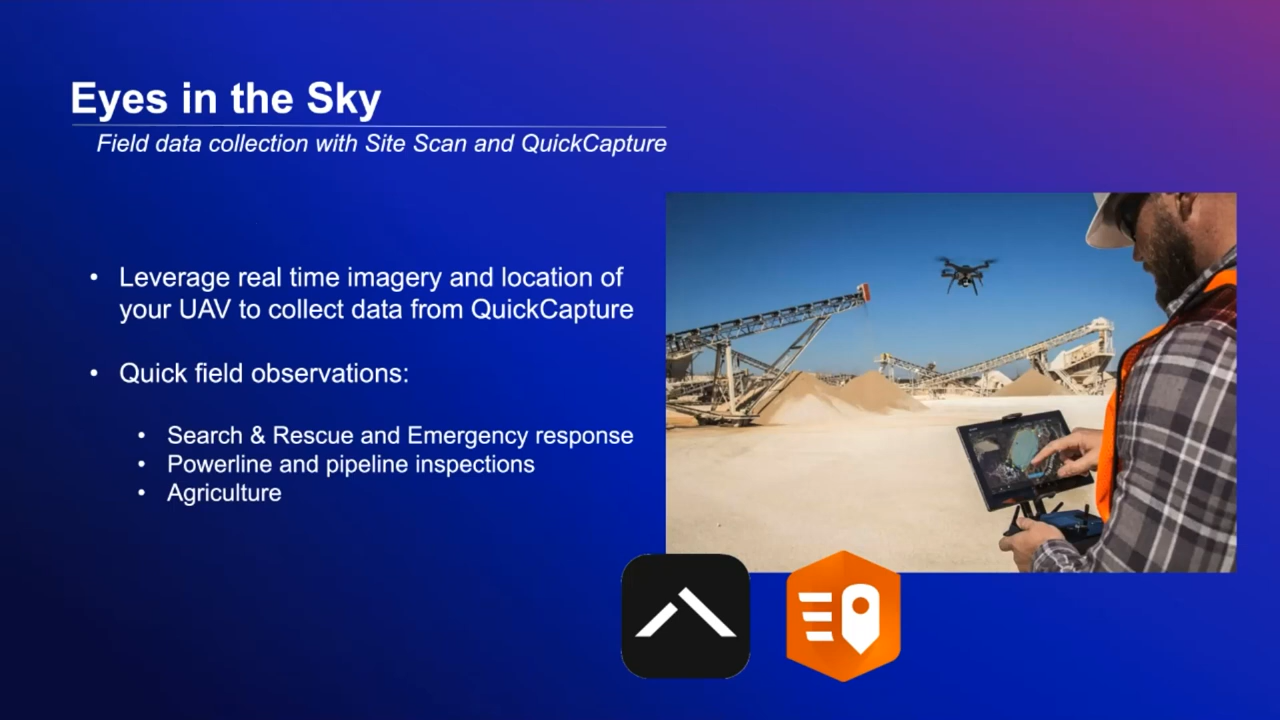 Eyes in the Sky
Field data collection with Site Scan and QuickCapture
• Leverage real time imagery and location of
your UAV to collect data from QuickCapture
• Quick field observations:
• Search & Rescue and Emergency response
• Powerline and pipeline inspections
• Agriculture